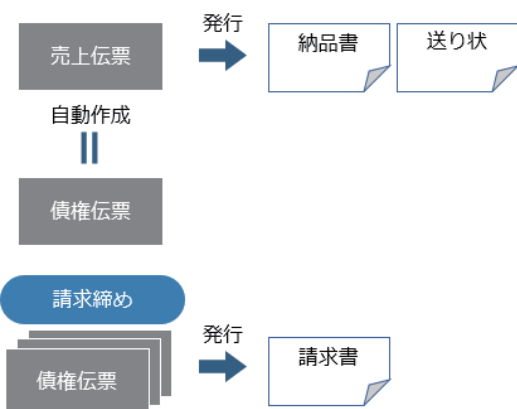 発行
売上伝票
納品書
送り状
自動作成
債権伝票
請求締め
発行
債権伝票
請求書